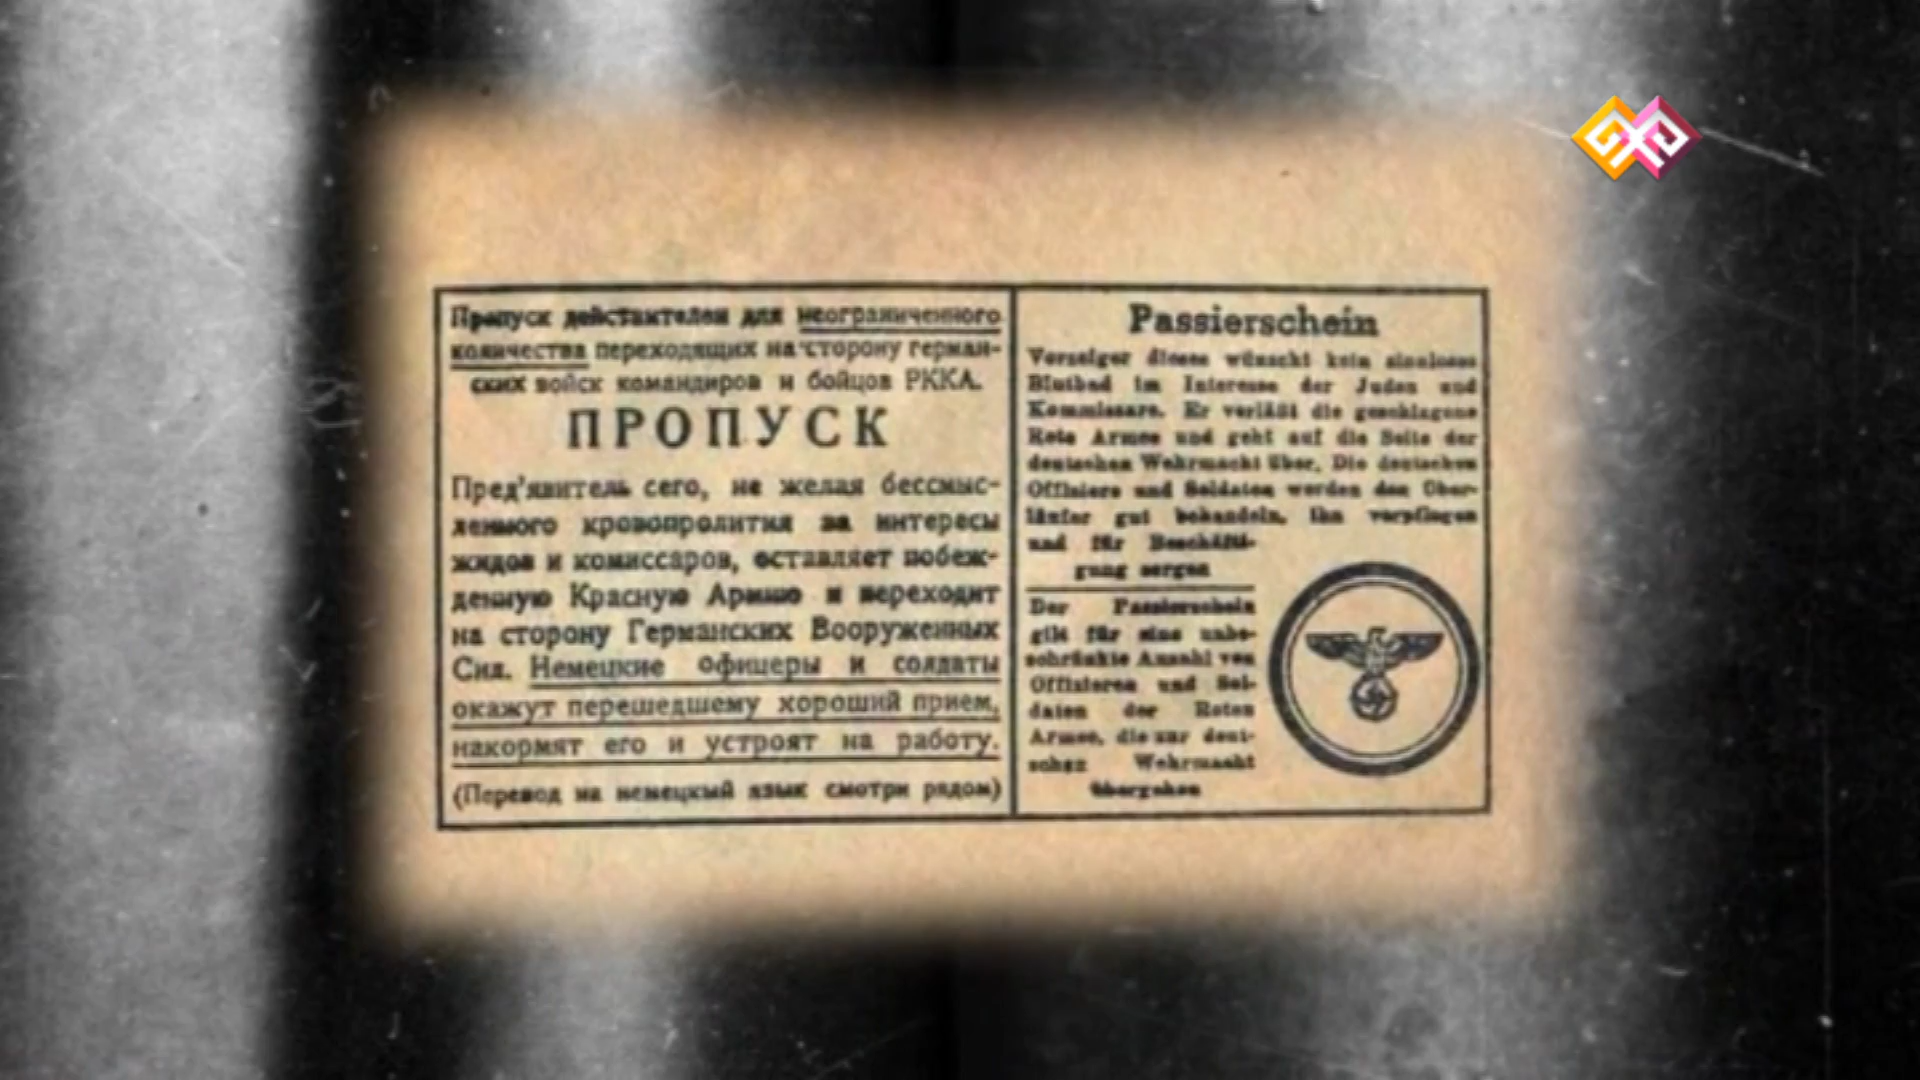 Пропуск действителен для неограниченного
количества переходящих на сторону герман-
ских войск командиров и бойцов РККА.
ПРОПУСК
Пред'явитель сего, не желая бессмыс-
ленного кровопролития за интересы
жидов и комиссаров, оставляет побеж-
денную Красную Армию и переходит
на сторону Германских Вооруженных
Сил. Немецкие офицеры и солдаты
окажут перешедшему хороший прием,
накормят его и устроят на работу.
(Перевод на немецкий язык смотри рядом)
Passierschein
Vorzeiger dieses wünscht kein sinnloses
Blutbad im Interesse der Juden und
Kommissare. Er verläßt die geschlagene
Rote Armee und geht auf die Seite der
deutschen Wehrmacht über. Die deutschen
Offiziere und Soldaten werden den Über-
läufer gut behandeln, ihn verpflegen
und für Beschäfti-
gung sorgen
Der Passierschein
gilt für eine unbe-
schränkte Anzahl von
Offizieren und Sol-
daten der Roten
Armee, die zur deut-
schen Wehrmacht
übergehen